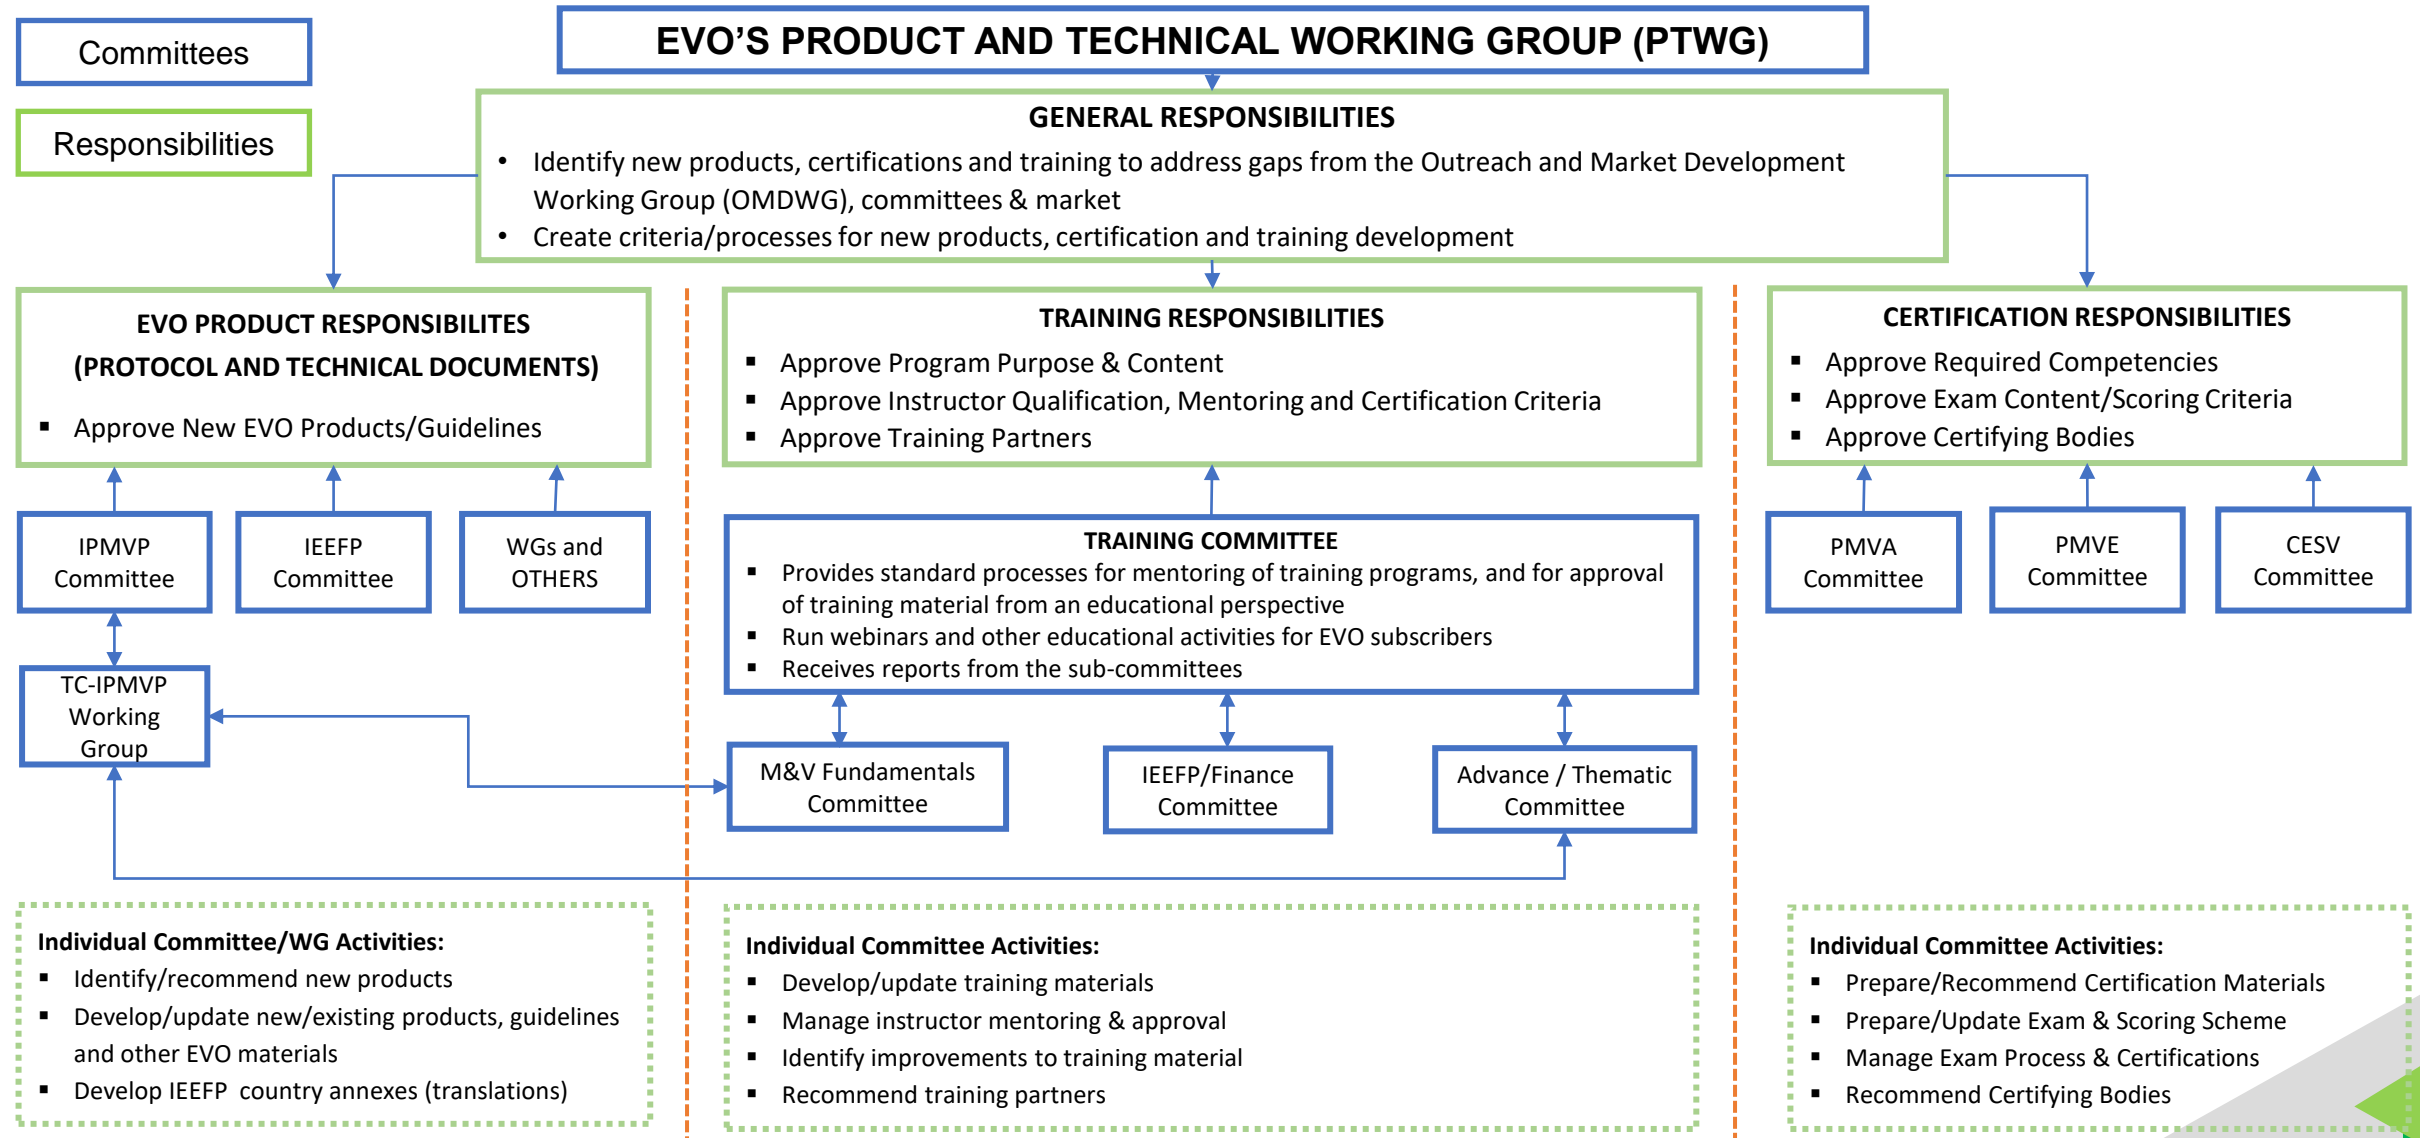 Committees
Responsibilities
EVO'S PRODUCT AND TECHNICAL WORKING GROUP (PTWG)
GENERAL RESPONSIBILITIES
• Identify new products, certifications and training to address gaps from the Outreach and Market Development
Working Group (OMDWG), committees & market
• Create criteria/processes for new products, certification and training development
EVO PRODUCT RESPONSIBILITES
(PROTOCOL AND TECHNICAL DOCUMENTS)
▪ Approve New EVO Products/Guidelines
IPMVP
Committee
IEEFP
Committee
WGs and
OTHERS
TC-IPMVP
Working
Group
TRAINING RESPONSIBILITIES
▪ Approve Program Purpose & Content
▪ Approve Instructor Qualification, Mentoring and Certification Criteria
▪ Approve Training Partners
TRAINING COMMITTEE
▪ Provides standard processes for mentoring of training programs, and for approval
of training material from an educational perspective
▪ Run webinars and other educational activities for EVO subscribers
▪ Receives reports from the sub-committees
M&V Fundamentals
Committee
IEEFP/Finance
Committee
Advance / Thematic
Committee
CERTIFICATION RESPONSIBILITIES
▪ Approve Required Competencies
▪ Approve Exam Content/Scoring Criteria
▪ Approve Certifying Bodies
PMVA
Committee
PMVE
Committee
CESV
Committee
Individual Committee/WG Activities:
▪ Identify/recommend new products
▪ Develop/update new/existing products, guidelines
and other EVO materials
▪ Develop IEEFP country annexes (translations)
Individual Committee Activities:
▪ Develop/update training materials
▪ Manage instructor mentoring & approval
▪ Identify improvements to training material
▪ Recommend training partners
Individual Committee Activities:
▪ Prepare/Recommend Certification Materials
▪ Prepare/Update Exam & Scoring Scheme
▪ Manage Exam Process & Certifications
▪ Recommend Certifying Bodies